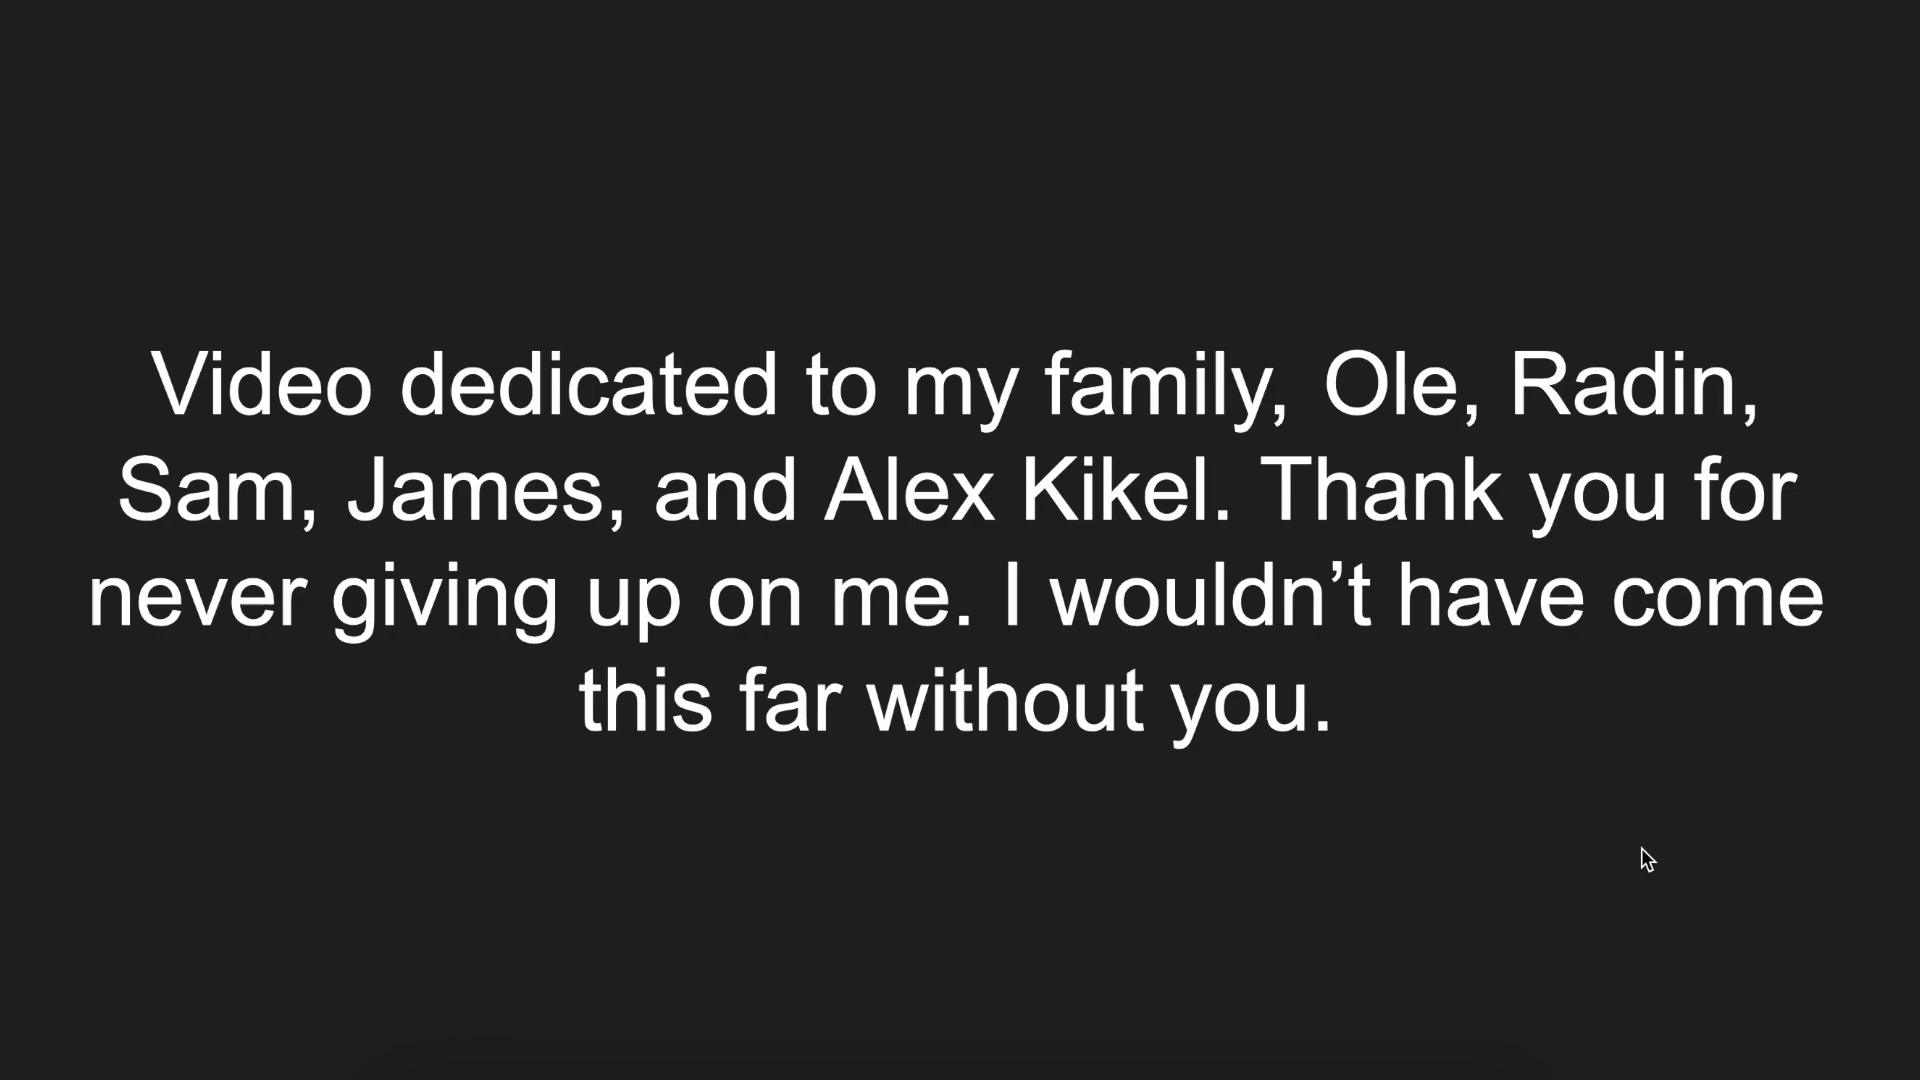 Video dedicated to my family, Ole, Radin,
Sam, James, and Alex Kikel. Thank you for
never giving up on me. I wouldn’t have come
this far without you.